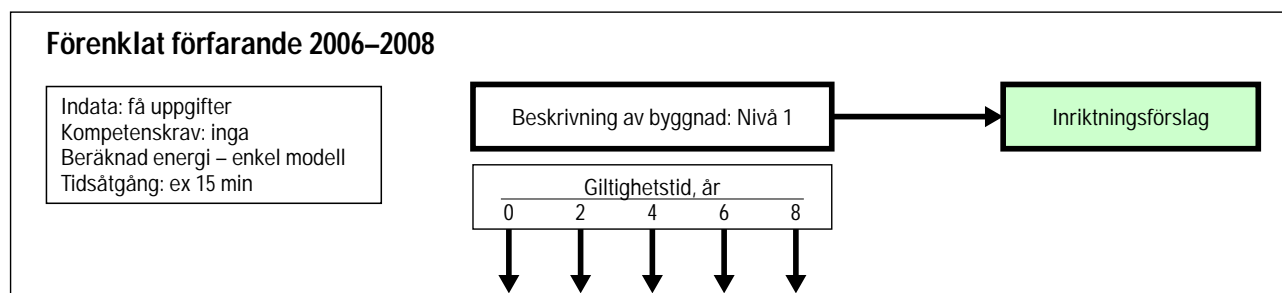 Förenklat förfarande 2006–2008
Indata: få uppgifter
Kompetenskrav: inga
Beräknad energi – enkel modell
Tidsåtgång: ex 15 min
Beskrivning av byggnad: Nivå 1
Inriktningsförslag
Giltighetstid, år
0 2 4 6 8